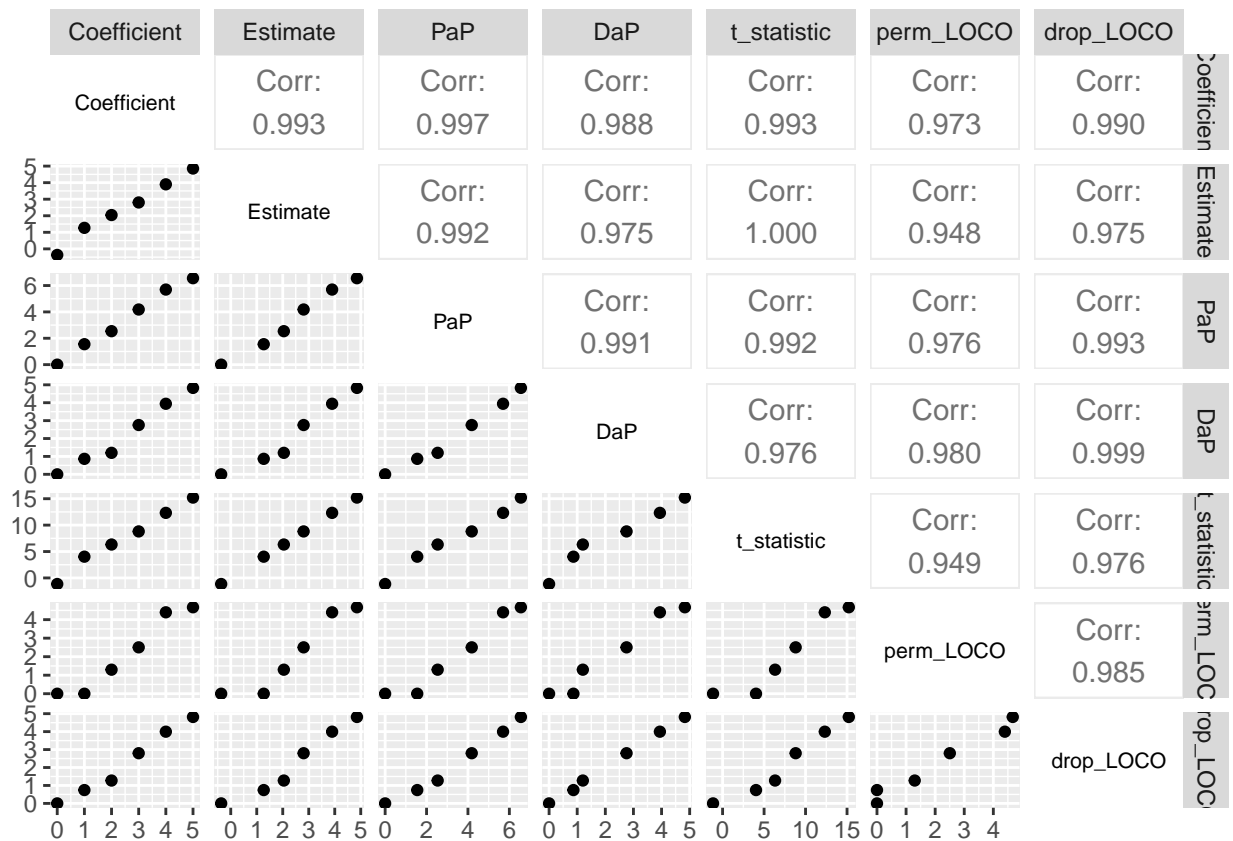 Coefficient Estimate PaP DaP t_statistic perm_LOCO drop_LOCO
Coefficient Corr: Corr: Corr: Corr: Corr: Corr: Coefficien
0.993 0.997 0.988 0.993 0.973 0.990
5
4
3
2
1
0
Estimate Corr: Corr: Corr: Corr: Corr: Estimate
0.992 0.975 1.000 0.948 0.975
6
4
2
0
PaP Corr: Corr: Corr: Corr: PaP
0.991 0.992 0.976 0.993
5
4
3
2
1
0
DaP Corr: Corr: Corr: DaP
0.976 0.980 0.999
15
10
5
0
t_statistic Corr: Corr: t_statistic
0.949 0.976
4
3
2
1
0
perm_LOCO Corr: erm_LOC
0.985
5
4
3
2
1
0
drop_LOCO rop_LOC
0 1 2 3 4 5 0 1 2 3 4 5 0 2 4 6 0 1 2 3 4 5 0 5 10 15 0 1 2 3 4